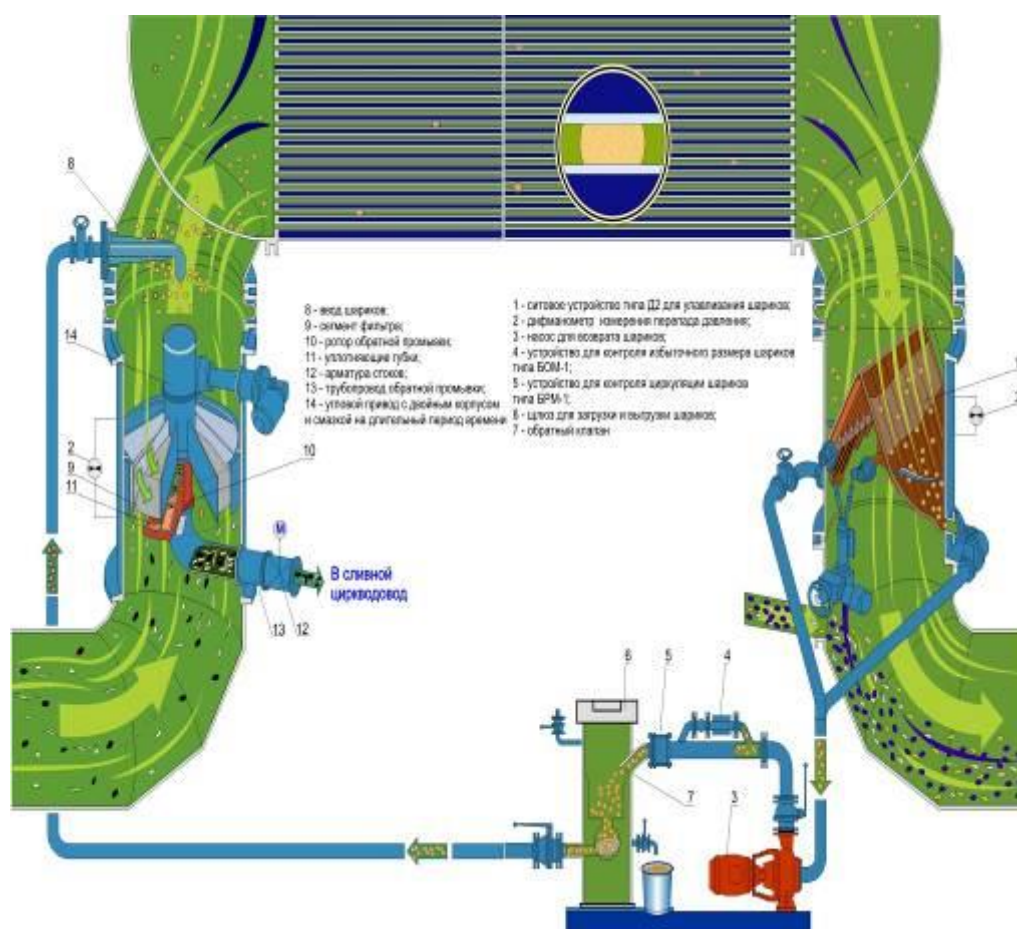 8
14
2
9
11
10
8 - ввод шариков;
9 - сегмент фильтра;
10 - ротор обратной промывки;
11 - уплотняющие губки;
12 - арматура стоков;
13 - трубопровод обратной промывки;
14 - угловой привод с двойным корпусом
и смазкой на длительный период времени
1 - ситовое устройство типа Д2 для улавливания шариков;
2 - дифманометр измерения перепада давления;
3 - насос для возврата шариков;
4 - устройство для контроля избыточного размера шариков
типа БОМ-1;
5 - устройство для контроля циркуляции шариков
типа БРМ-1;
6 - шлюз для загрузки и выгрузки шариков;
7 - обратный клапан
1
2
М
В сливной
циркводовод
13
12
6
5
4
7
3